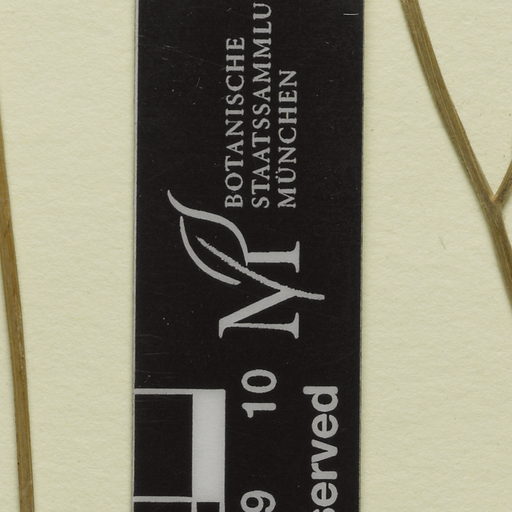 BOTANISCHE
STAATSSAMMLU
MÜNCHEN
M
9 10
served